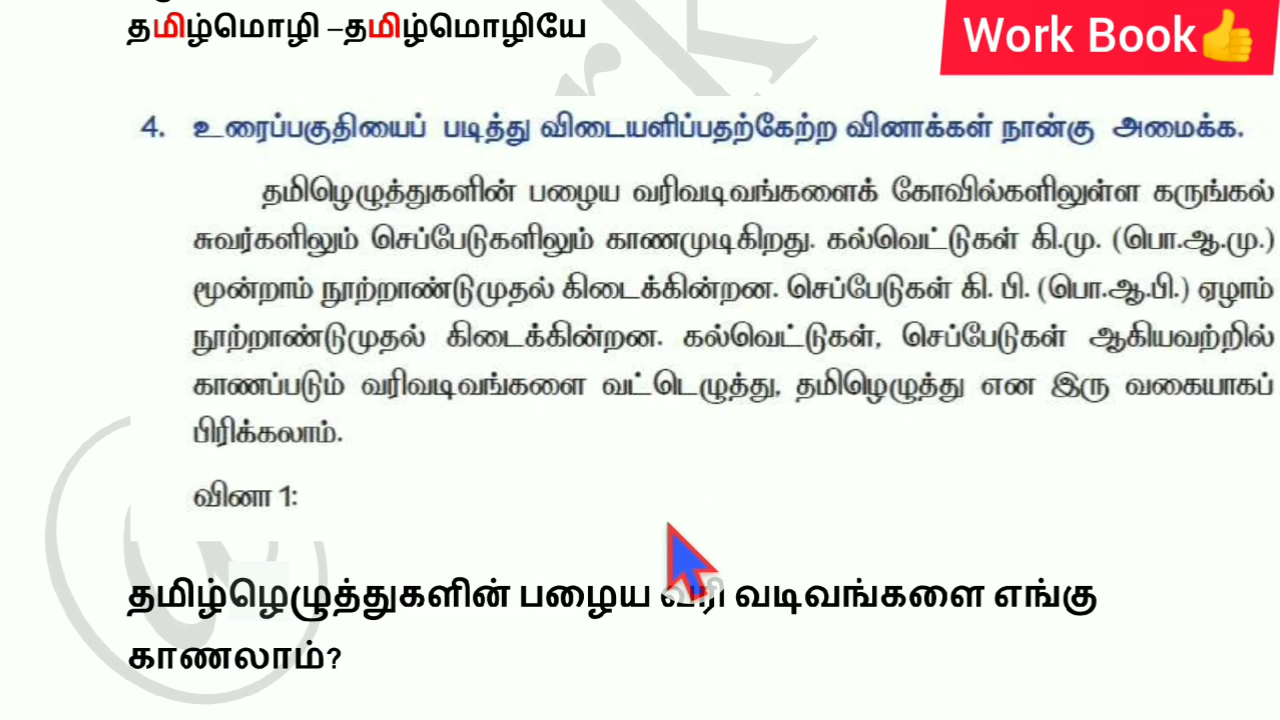 தமிழ்மொழி –தமிழ்மொழியே
Work Book
4. உரைப்பகுதியைப் படித்து விடையளிப்பதற்கேற்ற வினாக்கள் நான்கு அமைக்க.
தமிழெழுத்துகளின் பழைய வரிவடிவங்களைக் கோவில்களிலுள்ள கருங்கல்
சுவர்களிலும் செப்பேடுகளிலும் காணமுடிகிறது. கல்வெட்டுகள் கி.மு. (பொ.ஆ.மு.)
மூன்றாம் நூற்றாண்டுமுதல் கிடைக்கின்றன. செப்பேடுகள் கி. பி. (பொ.ஆ.பி.) ஏழாம்
நூற்றாண்டுமுதல் கிடைக்கின்றன. கல்வெட்டுகள், செப்பேடுகள் ஆகியவற்றில்
காணப்படும் வரிவடிவங்களை வட்டெழுத்து, தமிழெழுத்து என இரு வகையாகப்
பிரிக்கலாம்.
வினா 1:
தமிழ்ழெழுத்துகளின் பழைய வரி வடிவங்களை எங்கு
காணலாம்?